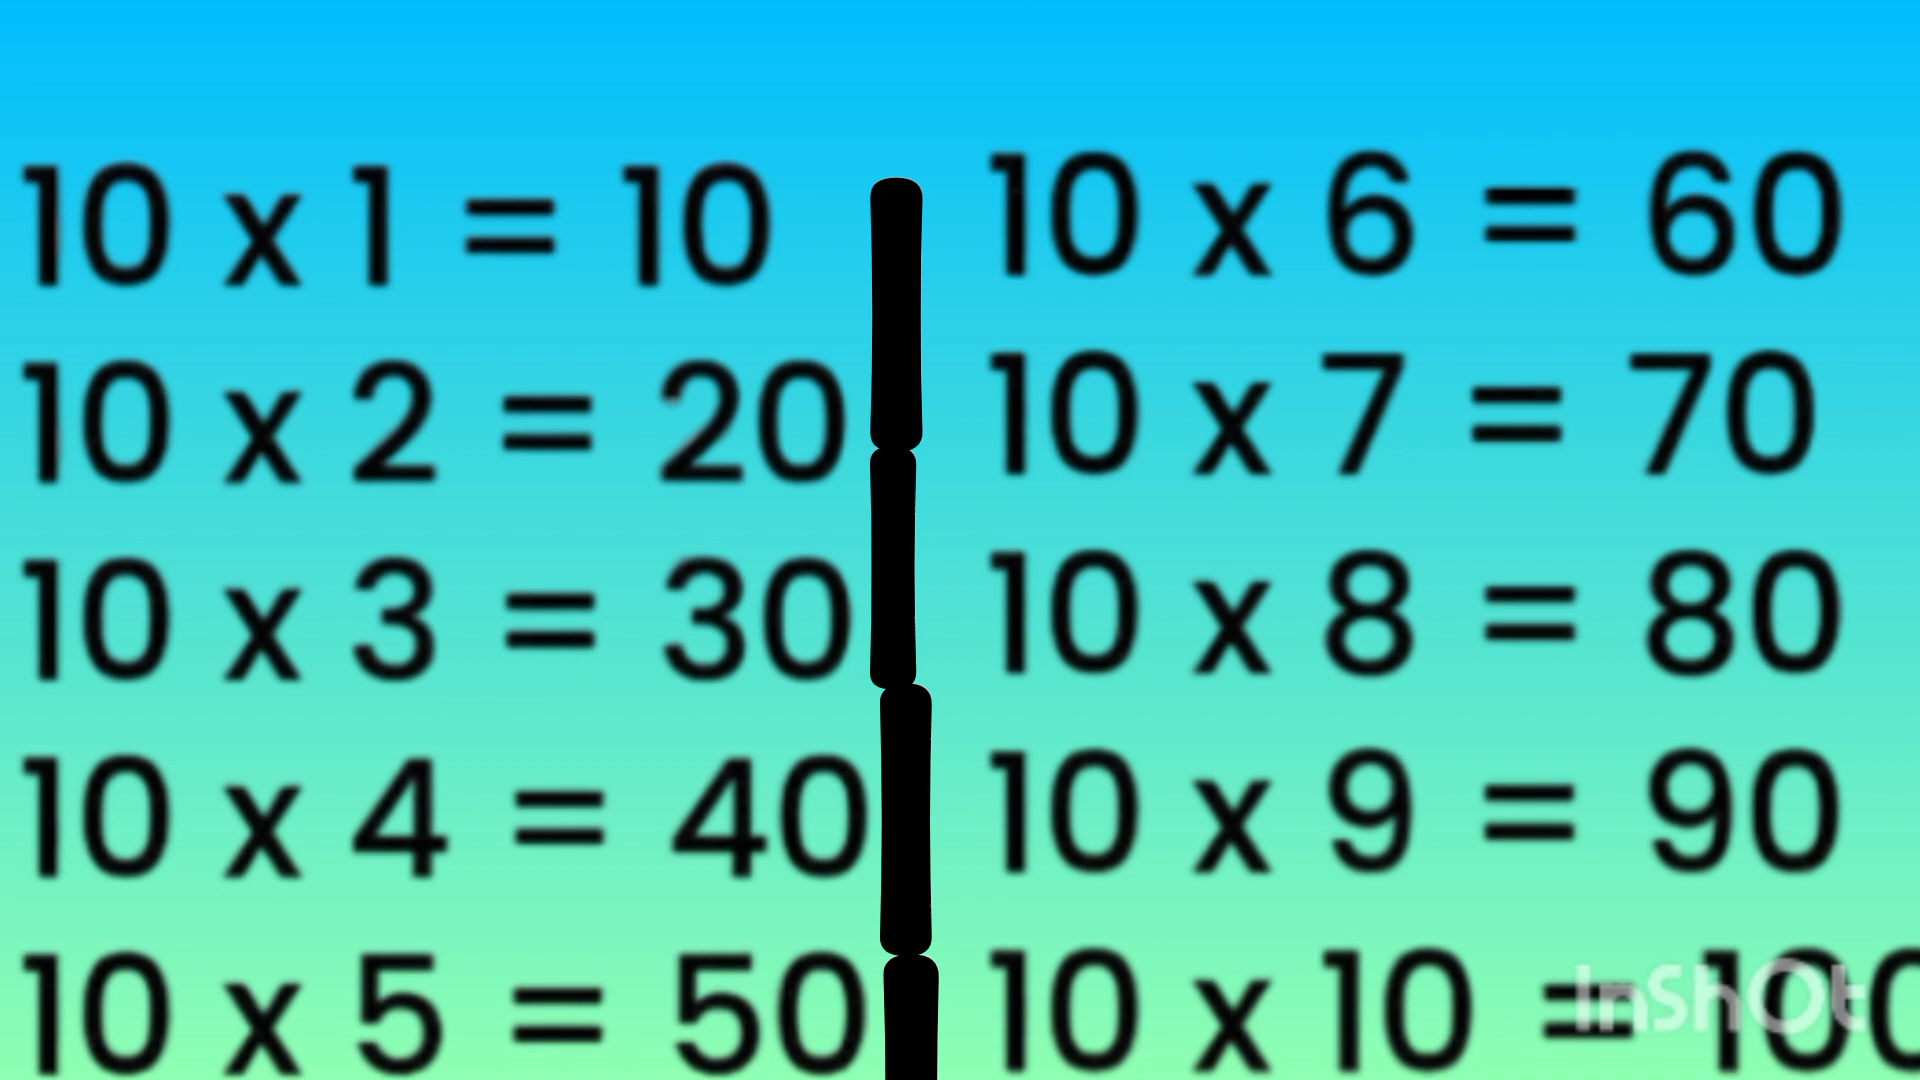 10 x 1 = 10
10 x 2 = 20
10 x 3 = 30
10 x 4 = 40
10 x 5 = 50
10 x 6 = 60
10 x 7 = 70
10 x 8 = 80
10 x 9 = 90
10 x 10 = 100
InShOt